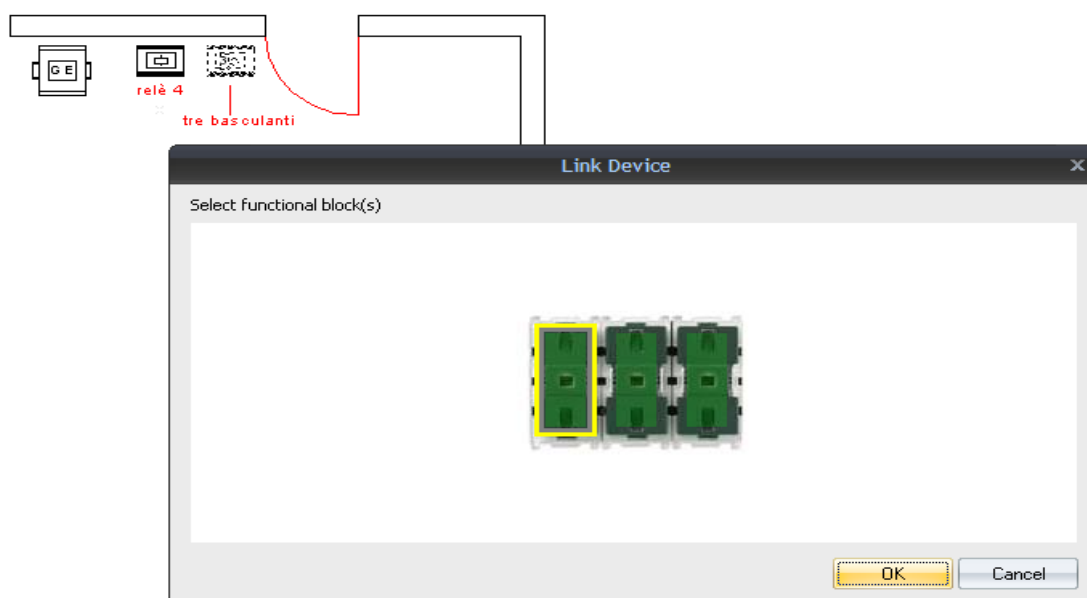 G E
relè 4
tre basculanti
Link Device
x
Select functional block(s)
OK
Cancel